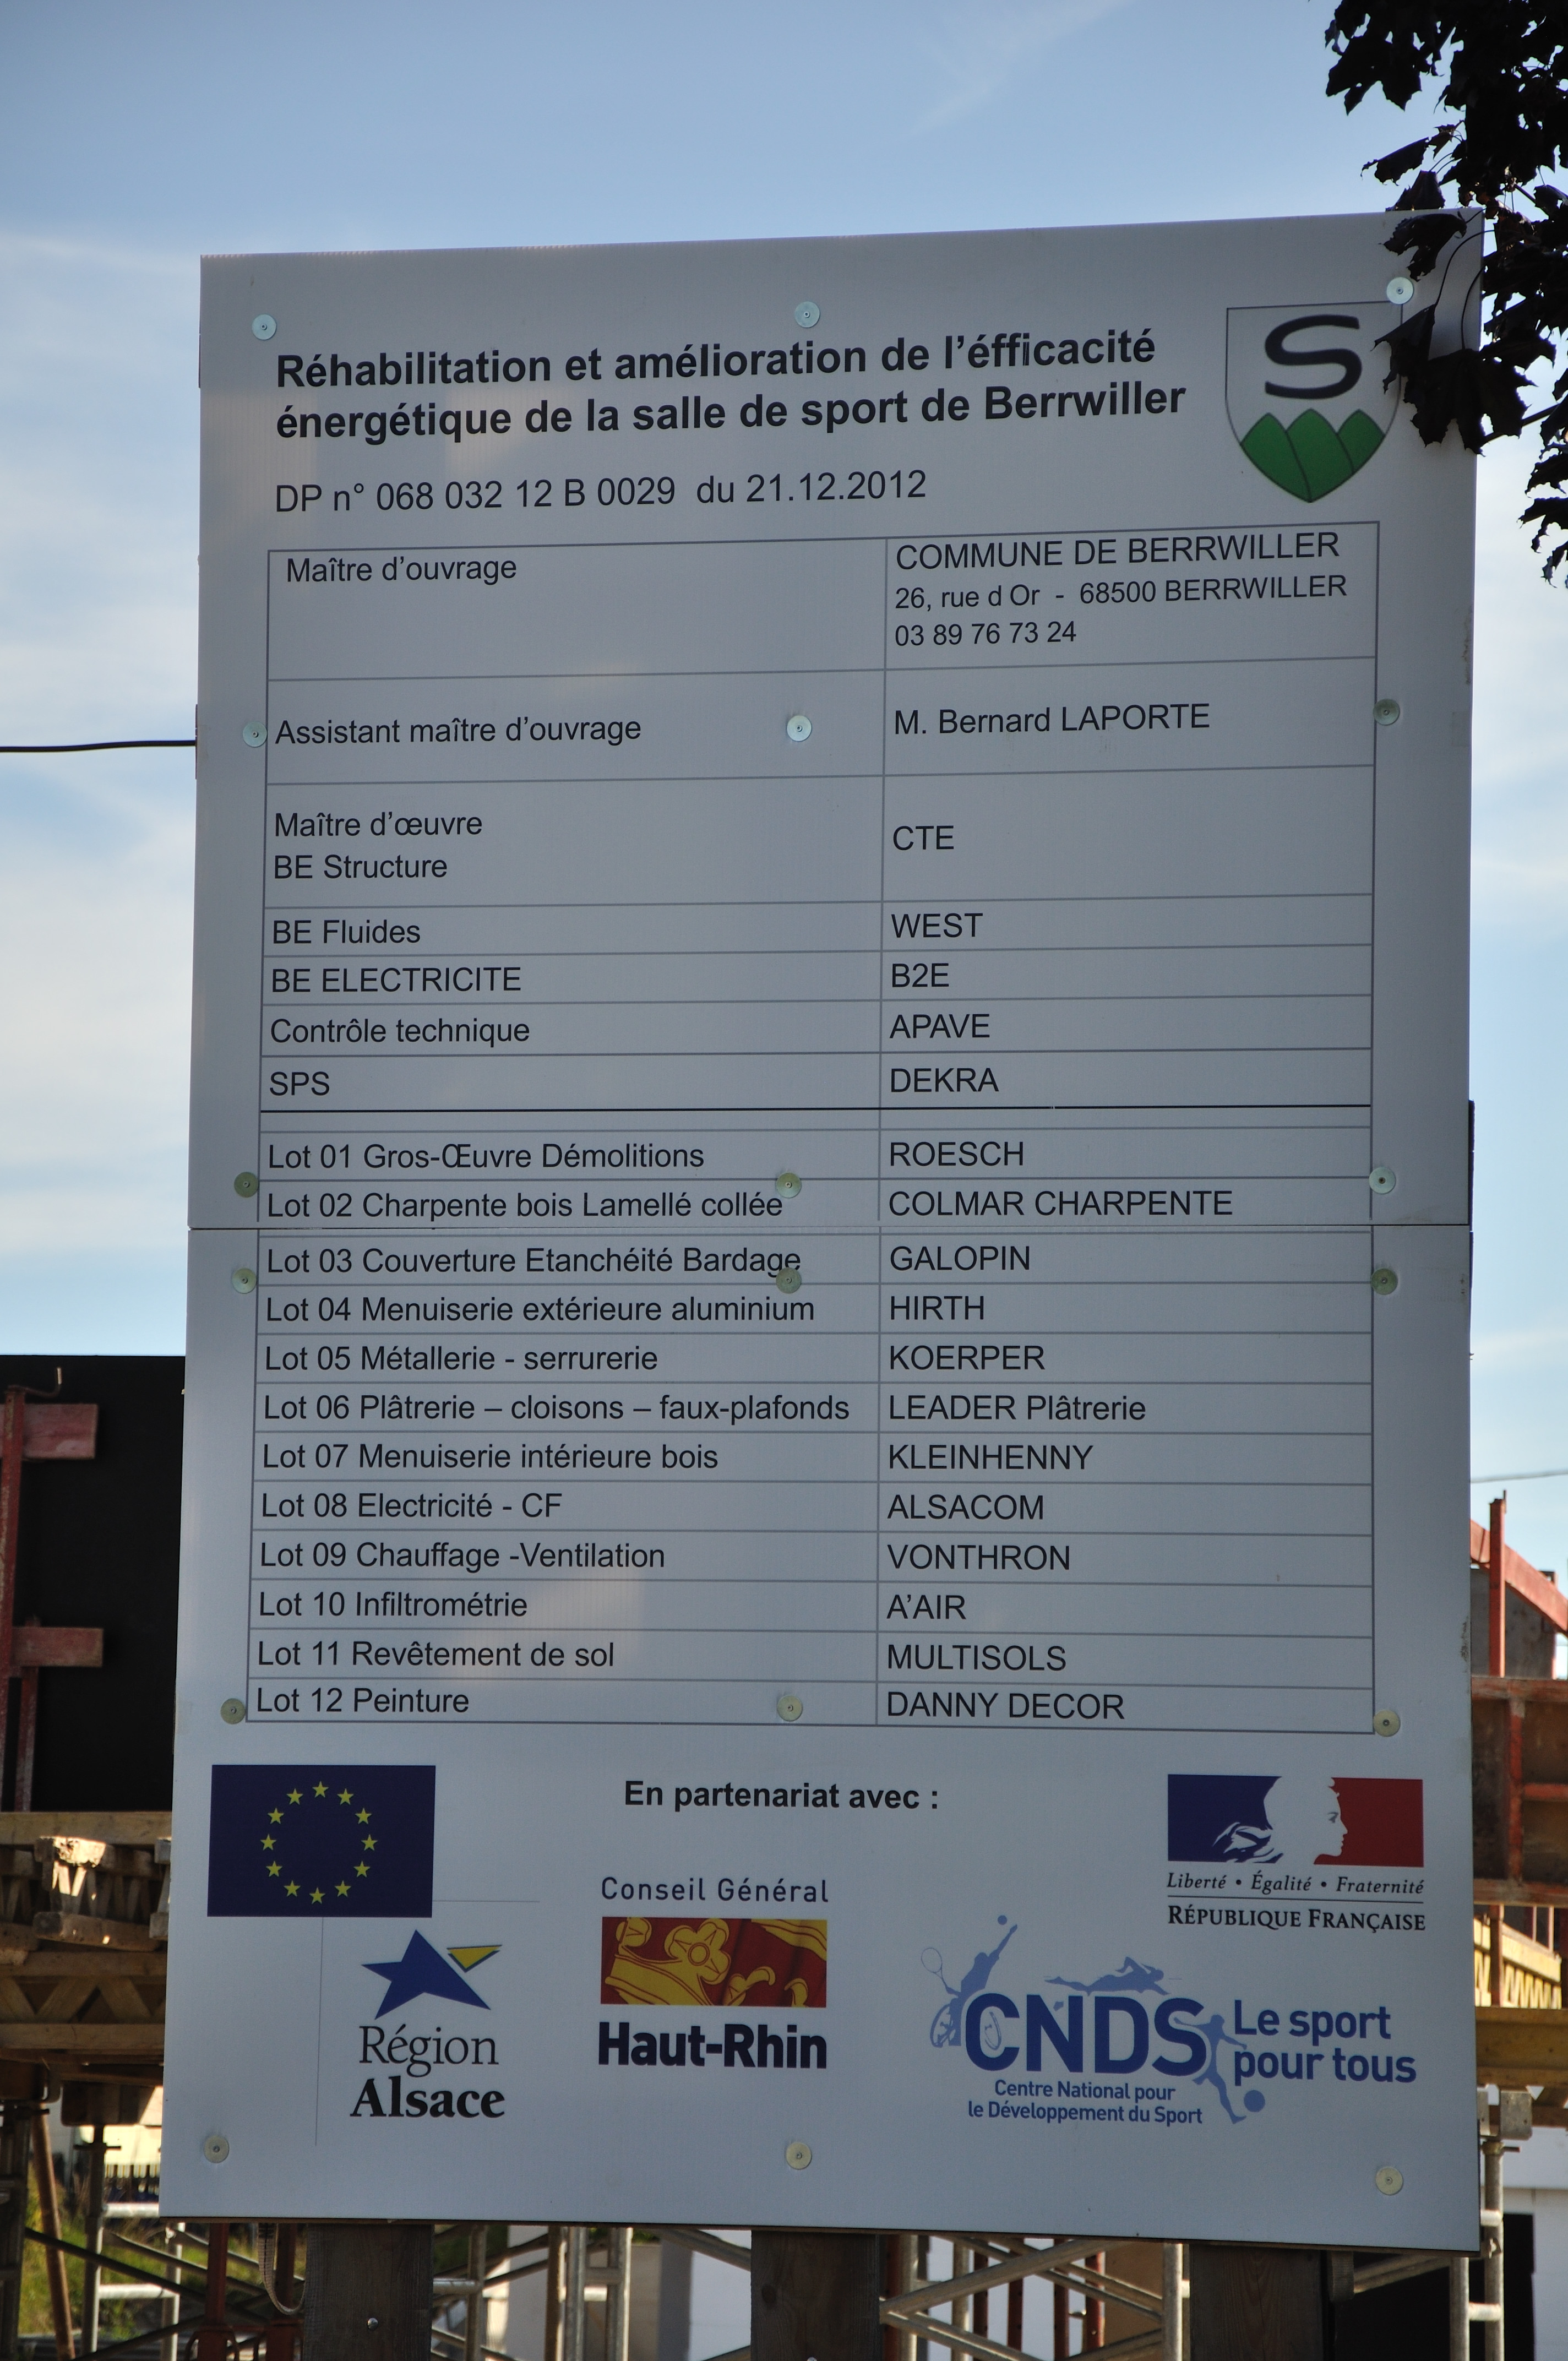 S
Réhabilitation et amélioration de l'éfficacité
énergétique de la salle de sport de Berrwiller
DP n° 068 032 12 B 0029 du 21.12.2012
Maître d'ouvrage
COMMUNE DE BERRWILLER
26, rue d Or - 68500 BERRWILLER
03 89 76 73 24
Assistant maître d'ouvrage
M. Bernard LAPORTE
Maître d'œuvre
BE Structure
CTE
BE Fluides
WEST
BE ELECTRICITE
B2E
Contrôle technique
APAVE
SPS
DEKRA
Lot 01 Gros-Œuvre Démolitions
ROESCH
Lot 02 Charpente bois Lamellé collée
COLMAR CHARPENTE
Lot 03 Couverture Etanchéité Bardage
GALOPIN
Lot 04 Menuiserie extérieure aluminium
HIRTH
Lot 05 Métallerie - serrurerie
KOERPER
Lot 06 Plâtrerie – cloisons – faux-plafonds
LEADER Plâtrerie
Lot 07 Menuiserie intérieure bois
KLEINHENNY
Lot 08 Electricité - CF
ALSACOM
Lot 09 Chauffage -Ventilation
VONTHRON
Lot 10 Infiltrométrie
A'AIR
Lot 11 Revêtement de sol
MULTISOLS
Lot 12 Peinture
DANNY DECOR
En partenariat avec :
Liberté • Égalité • Fraternité
RÉPUBLIQUE FRANÇAISE
Conseil Général
Haut-Rhin
Région
Alsace
CNDS
Le sport
pour tous
Centre National pour
le Développement du Sport